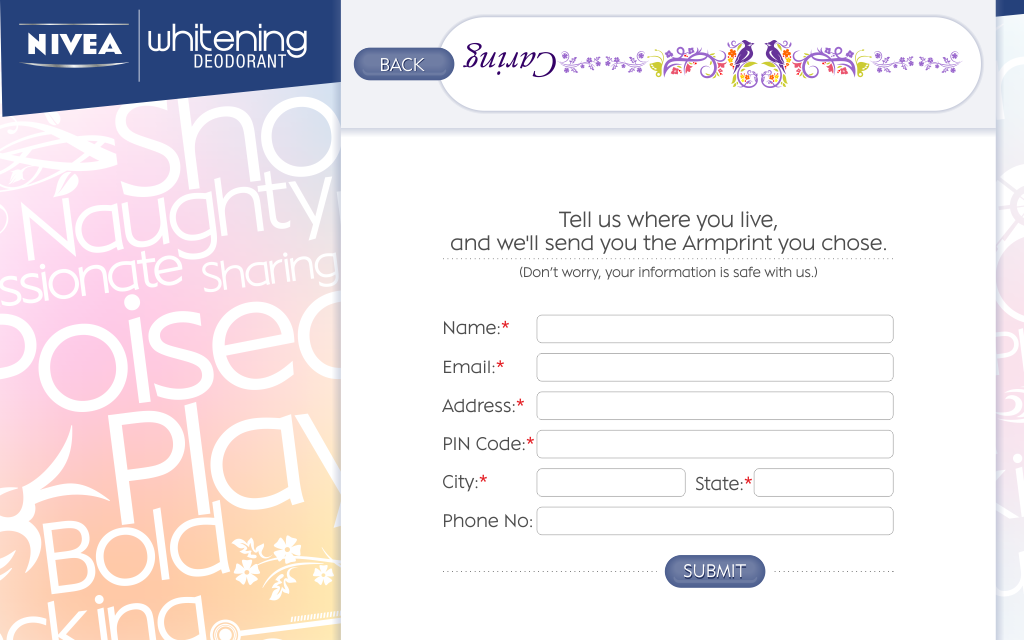 NIVEA
whitening
DEODORANT
BACK
Caring
Sho
Naughty
ssionate Sharing
Poised
Play
Bold
cking
Tell us where you live,
and we'll send you the Armprint you chose.
(Don't worry, your information is safe with us.)
Name:*
Email:*
Address:*
PIN Code:*
City:* State:*
Phone No:
SUBMIT